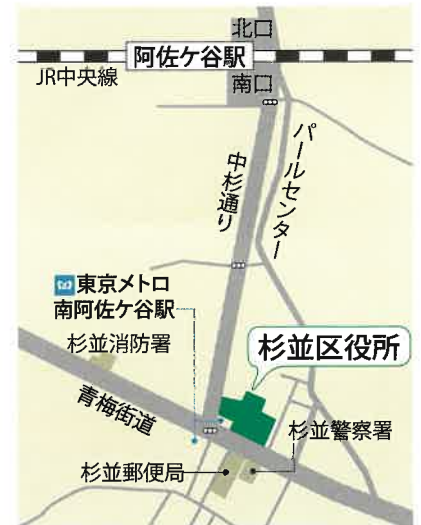 北口
阿佐ケ谷駅
JR中央線
南口
パールセンター
中杉通り
東京メトロ
南阿佐ケ谷駅
杉並消防署
杉並区役所
青梅街道
杉並警察署
杉並郵便局